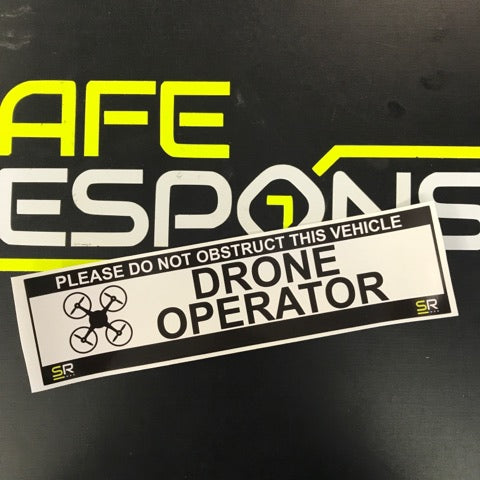 AFE
ESPONS
PLEASE DO NOT OBSTRUCT THIS VEHICLE
DRONE
OPERATOR
SR
SR